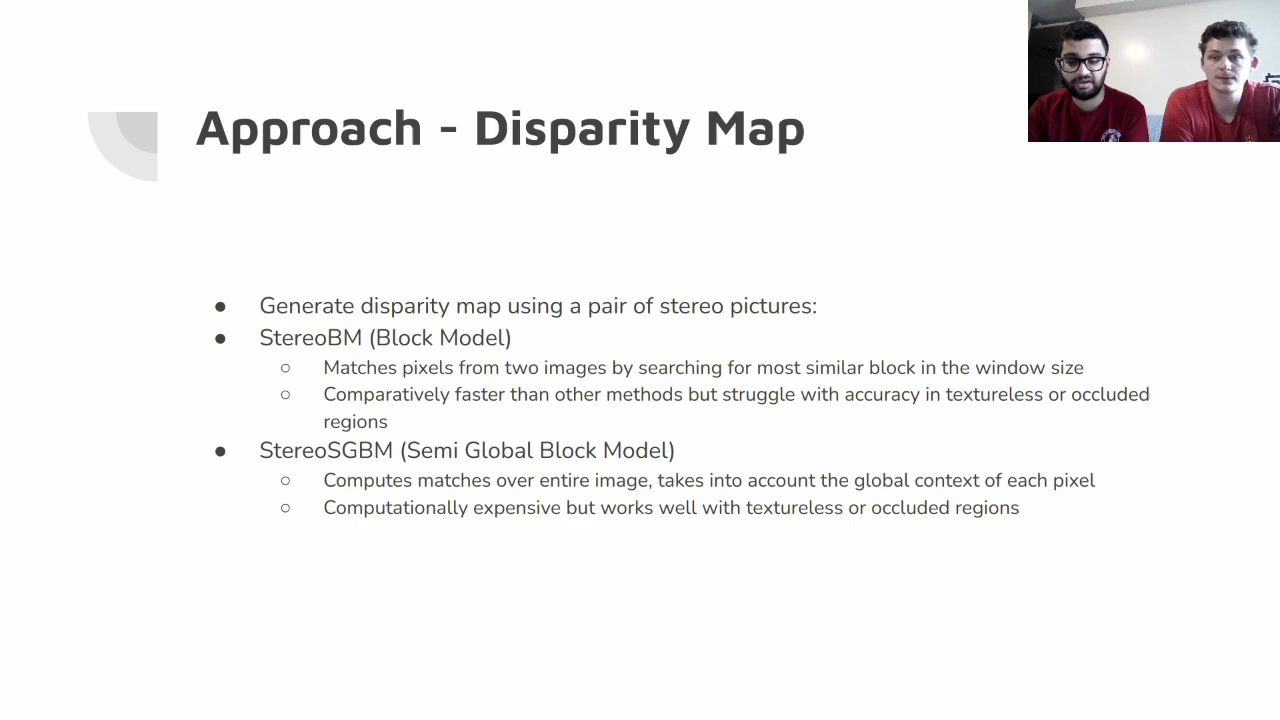 Approach - Disparity Map
● Generate disparity map using a pair of stereo pictures:
● StereoBM (Block Model)
○ Matches pixels from two images by searching for most similar block in the window size
○ Comparatively faster than other methods but struggle with accuracy in textureless or occluded
regions
● StereoSGBM (Semi Global Block Model)
○ Computes matches over entire image, takes into account the global context of each pixel
○ Computationally expensive but works well with textureless or occluded regions